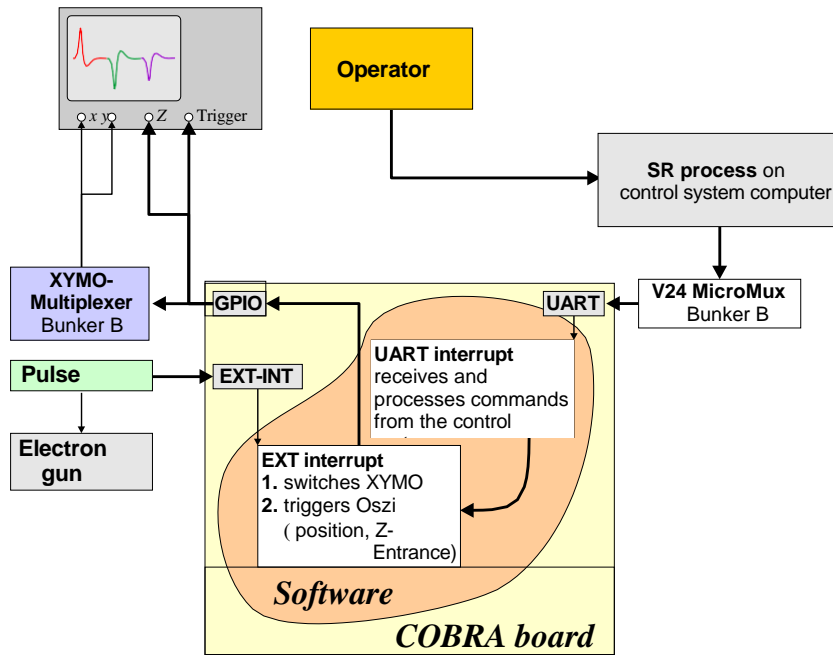 x y Z Trigger
Operator
SR process on
control system computer
XYMO-
Multiplexer
Bunker B
GPIO
UART
V24 MicroMux
Bunker B
Pulse
EXT-INT
UART interrupt
receives and
processes commands
from the control
Electron
gun
EXT interrupt
1. switches XYMO
2. triggers Oszi
( position, Z-
Entrance)
Software
COBRA board